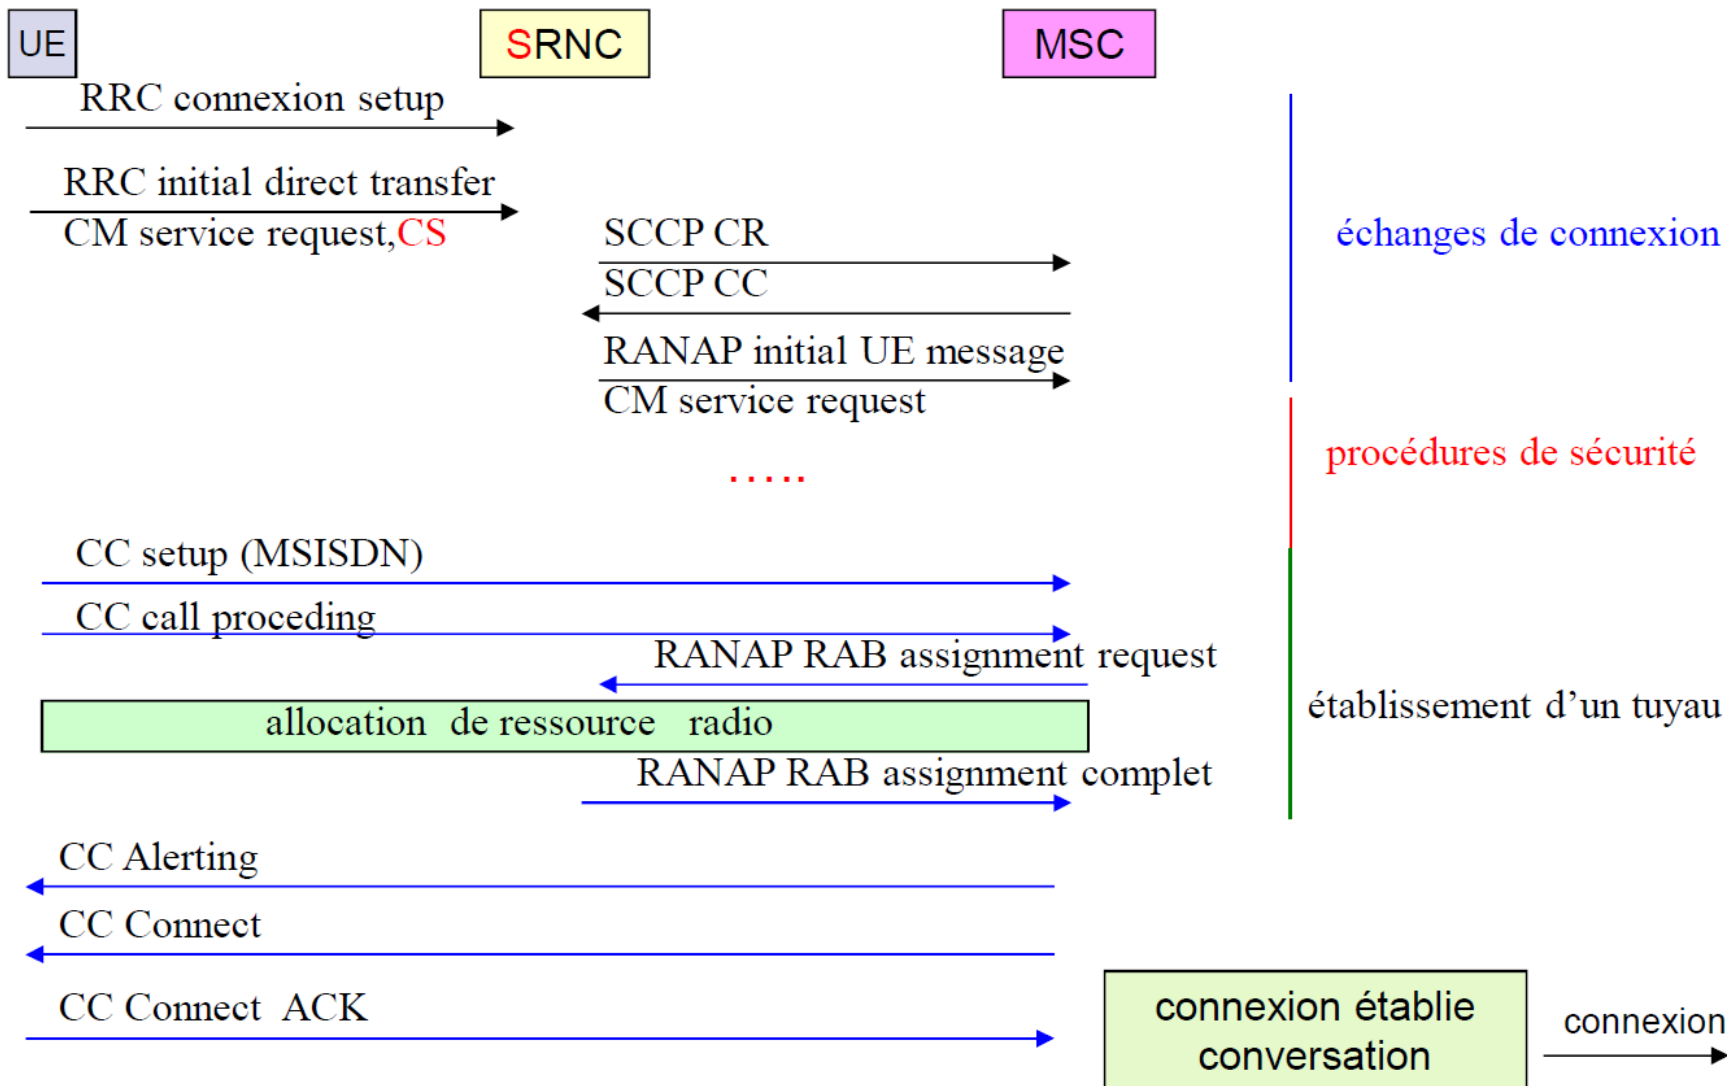 UE
SRNC
MSC
RRC connexion setup
RRC initial direct transfer
CM service request,CS
SCCP CR
échanges de connexion
SCCP CC
RANAP initial UE message
CM service request
procédures de sécurité
.....
CC setup (MSISDN)
CC call proceding
RANAP RAB assignment request
allocation de ressource radio
établissement d’un tuyau
RANAP RAB assignment complet
CC Alerting
CC Connect
CC Connect ACK
connexion établie
conversation
connexion